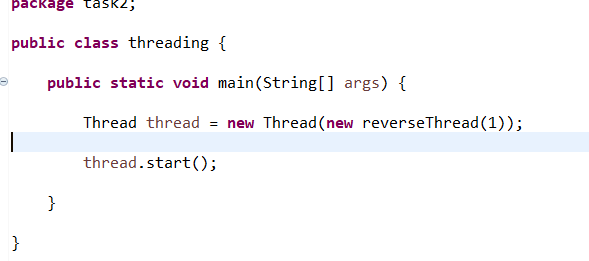 package task2;
public class threading {
public static void main(String[] args) {
Thread thread = new Thread(new reverseThread(1));
thread.start();
}
}